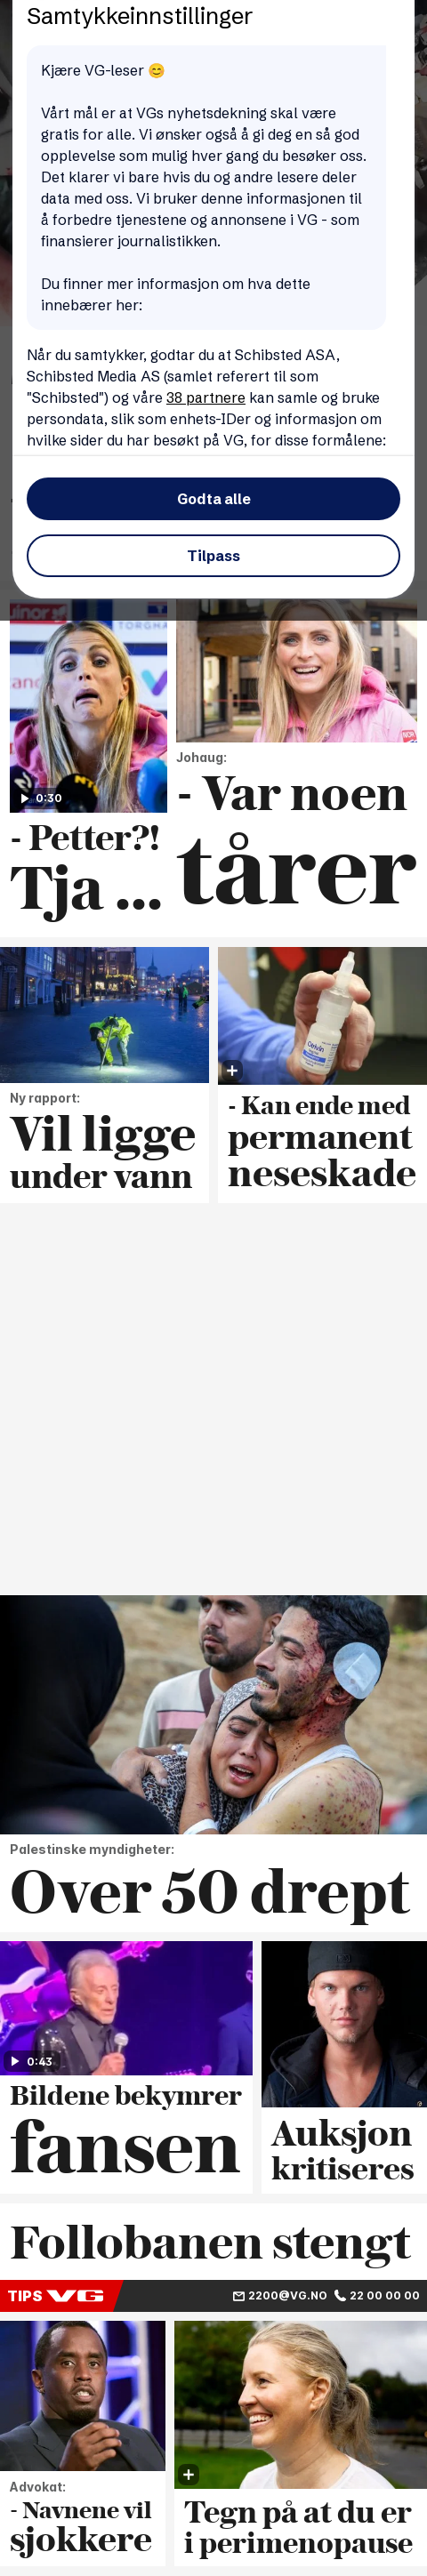 Samtykkeinnstillinger
Kjære VG-leser 😊
Vårt mål er at VGs nyhetsdekning skal være
gratis for alle. Vi ønsker også å gi deg en så god
opplevelse som mulig hver gang du besøker oss.
Det klarer vi bare hvis du og andre lesere deler
data med oss. Vi bruker denne informasjonen til
å forbedre tjenestene og annonsene i VG - som
finansierer journalistikken.
Du finner mer informasjon om hva dette
innebærer her:
Når du samtykker, godtar du at Schibsted ASA,
Schibsted Media AS (samlet referert til som
"Schibsted") og våre 38 partnere kan samle og bruke
persondata, slik som enhets-IDer og informasjon om
hvilke sider du har besøkt på VG, for disse formålene:
Godta alle
Tilpass
0:30
- Petter?!
Tja ...
Johaug:
- Var noen
tårer
Ny rapport:
Vil ligge
under vann
Otrivin
- Kan ende med
permanent
neseskade
Palestinske myndigheter:
Over 50 drept
0:43
Bildene bekymrer
fansen
Auksjon
kritiseres
Follobanen stengt
TIPS VG
2200@VG.NO
22 00 00 00
Advokat:
- Navnene vil
sjokkere
Tegn på at du er
i perimenopause